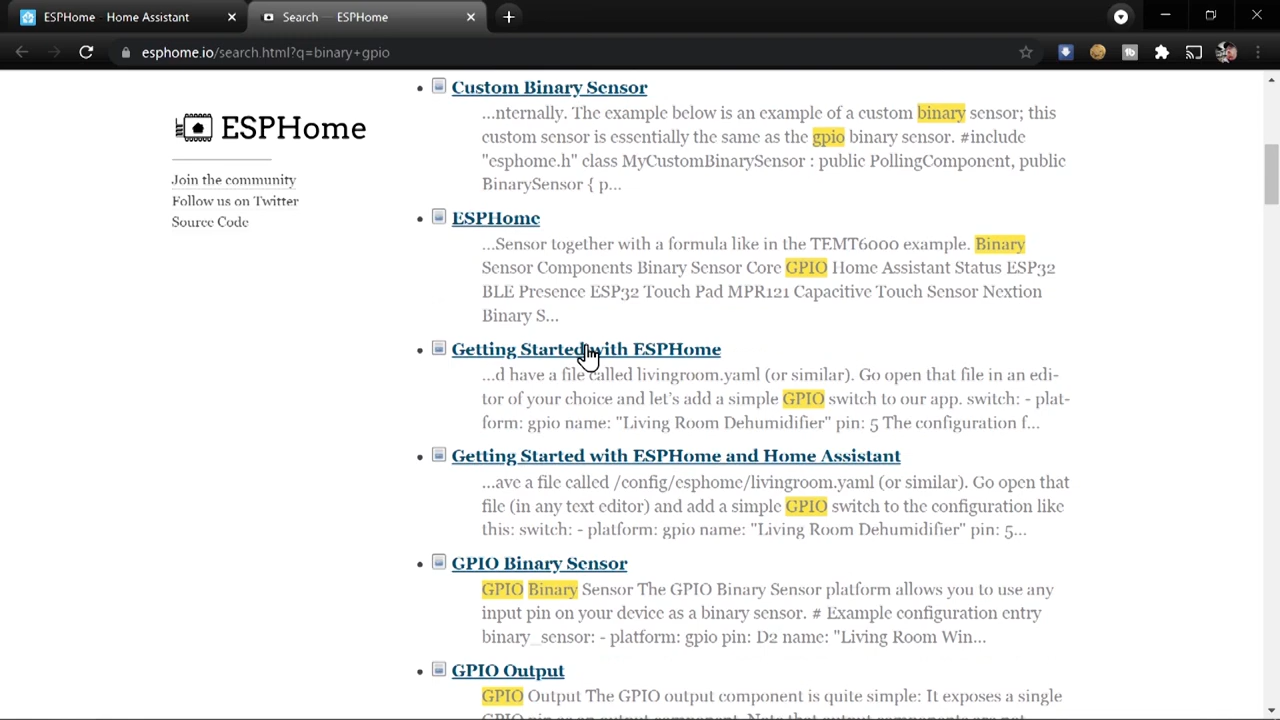 ESPHome - Home Assistant
Search — ESPHome
esphome.io/search.html?q=binary+gpio
ESPHome
Join the community
Follow us on Twitter
Source Code
Custom Binary Sensor
...nternally. The example below is an example of a custom binary sensor; this
custom sensor is essentially the same as the gpio binary sensor. #include
"esphome.h" class MyCustomBinarySensor : public PollingComponent, public
BinarySensor { p...
ESPHome
...Sensor together with a formula like in the TEMT6000 example. Binary
Sensor Components Binary Sensor Core GPIO Home Assistant Status ESP32
BLE Presence ESP32 Touch Pad MPR121 Capacitive Touch Sensor Nextion
Binary S...
Getting Started with ESPHome
...d have a file called livingroom.yaml (or similar). Go open that file in an edi-
tor of your choice and let's add a simple GPIO switch to our app. switch: - plat-
form: gpio name: "Living Room Dehumidifier" pin: 5 The configuration f...
Getting Started with ESPHome and Home Assistant
...ave a file called /config/esphome/livingroom.yaml (or similar). Go open that
file (in any text editor) and add a simple GPIO switch to the configuration like
this: switch: - platform: gpio name: "Living Room Dehumidifier" pin: 5...
GPIO Binary Sensor
GPIO Binary Sensor The GPIO Binary Sensor platform allows you to use any
input pin on your device as a binary sensor. # Example configuration entry
binary_sensor: - platform: gpio pin: D2 name: "Living Room Win...
GPIO Output
GPIO Output The GPIO output component is quite simple: It exposes a single